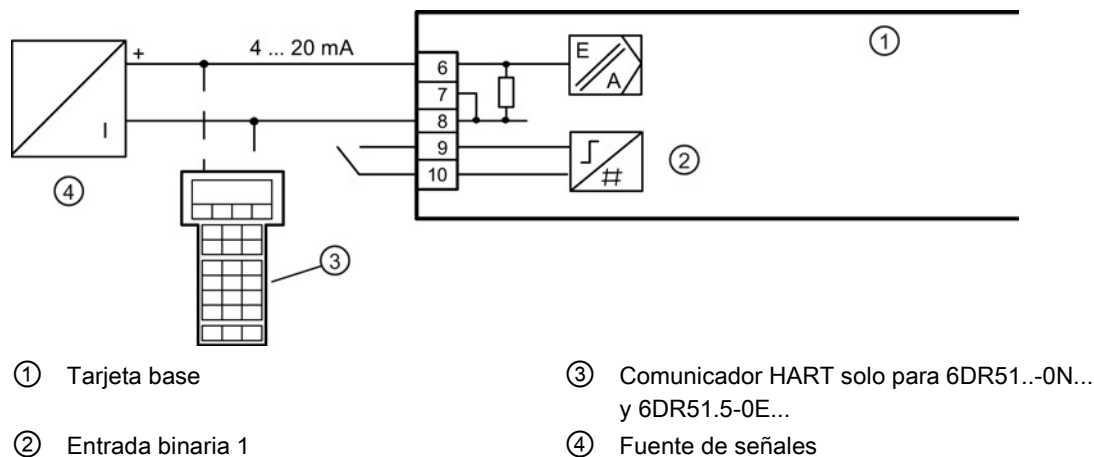 ①
+
4 ... 20 mA
E
A
6
7
8
I
9
10
②
④
③
① Tarjeta base
③ Comunicador HART solo para 6DR51..-0N...
y 6DR51.5-0E...
② Entrada binaria 1
④ Fuente de señales